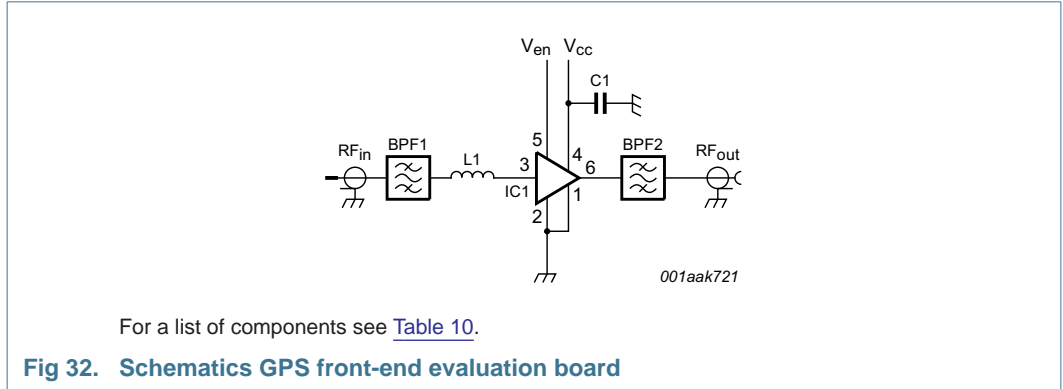 Ven Vcc
C1
RFin BPF1 L1 5 4 BPF2 RFout
3 6
IC1 1
2
001aak721
For a list of components see Table 10.
Fig 32. Schematics GPS front-end evaluation board